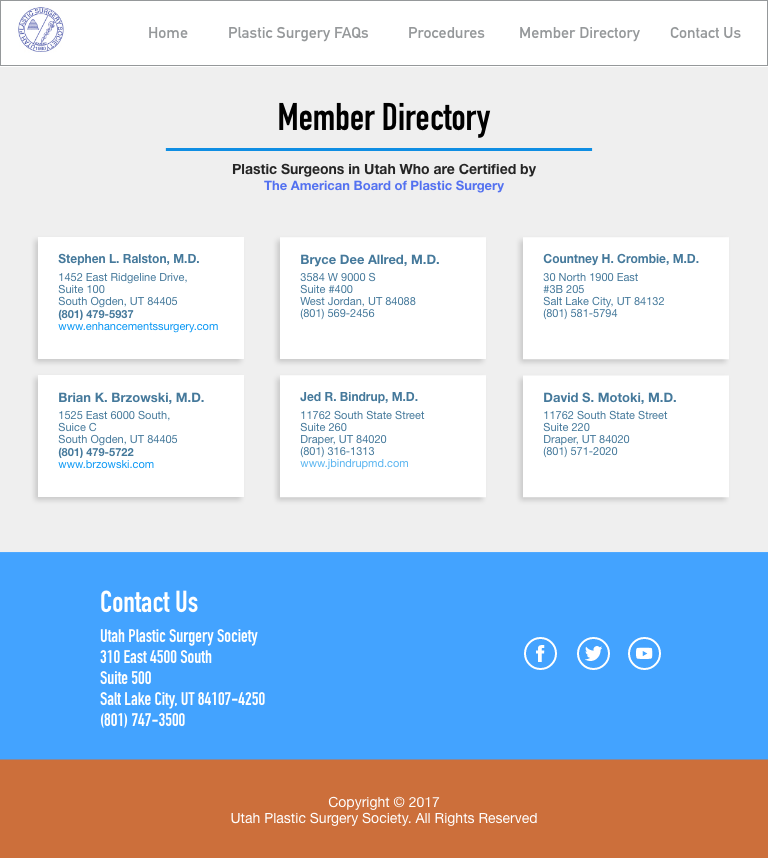 Home
Plastic Surgery FAQs
Procedures
Member Directory
Contact Us
Member Directory
Plastic Surgeons in Utah Who are Certified by
The American Board of Plastic Surgery
Stephen L. Ralston, M.D.
1452 East Ridgeline Drive,
Suite 100
South Ogden, UT 84405
(801) 479-5937
www.enhancementssurgery.com
Bryce Dee Allred, M.D.
3584 W 9000 S
Suite #400
West Jordan, UT 84088
(801) 569-2456
Countney H. Crombie, M.D.
30 North 1900 East
#3B 205
Salt Lake City, UT 84132
(801) 581-5794
Brian K. Brzowski, M.D.
1525 East 6000 South,
Suice C
South Ogden, UT 84405
(801) 479-5722
www.brzowski.com
Jed R. Bindrup, M.D.
11762 South State Street
Suite 260
Draper, UT 84020
(801) 316-1313
www.jbindrupmd.com
David S. Motoki, M.D.
11762 South State Street
Suite 220
Draper, UT 84020
(801) 571-2020
Contact Us
Utah Plastic Surgery Society
310 East 4500 South
Suite 500
Salt Lake City, UT 84107-4250
(801) 747-3500
Copyright © 2017
Utah Plastic Surgery Society. All Rights Reserved